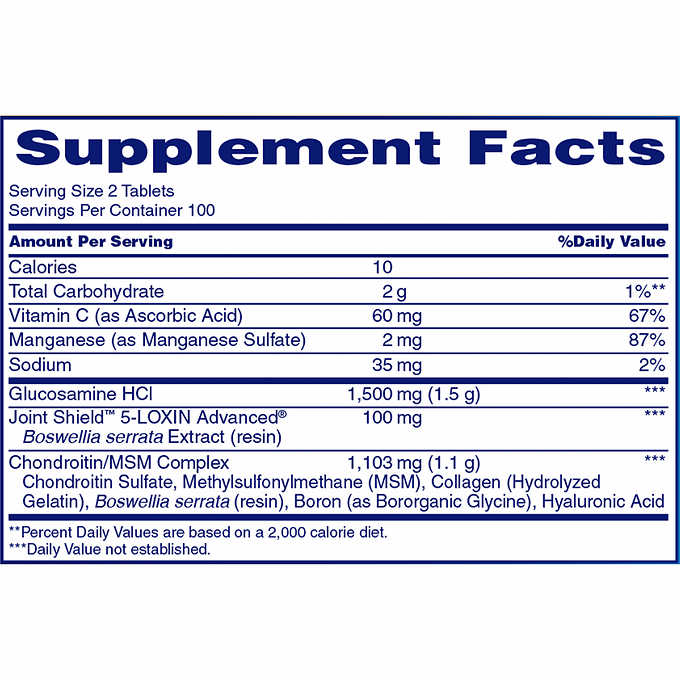 Supplement Facts
Serving Size 2 Tablets
Servings Per Container 100
Amount Per Serving %Daily Value
Calories 10
Total Carbohydrate 2 g 1%**
Vitamin C (as Ascorbic Acid) 60 mg 67%
Manganese (as Manganese Sulfate) 2 mg 87%
Sodium 35 mg 2%
Glucosamine HCl 1,500 mg (1.5 g) ***
Joint Shield™ 5-LOXIN Advanced® 100 mg ***
Boswellia serrata Extract (resin)
Chondroitin/MSM Complex 1,103 mg (1.1 g) ***
Chondroitin Sulfate, Methylsulfonylmethane (MSM), Collagen (Hydrolyzed
Gelatin), Boswellia serrata (resin), Boron (as Bororganic Glycine), Hyaluronic Acid
**Percent Daily Values are based on a 2,000 calorie diet.
***Daily Value not established.